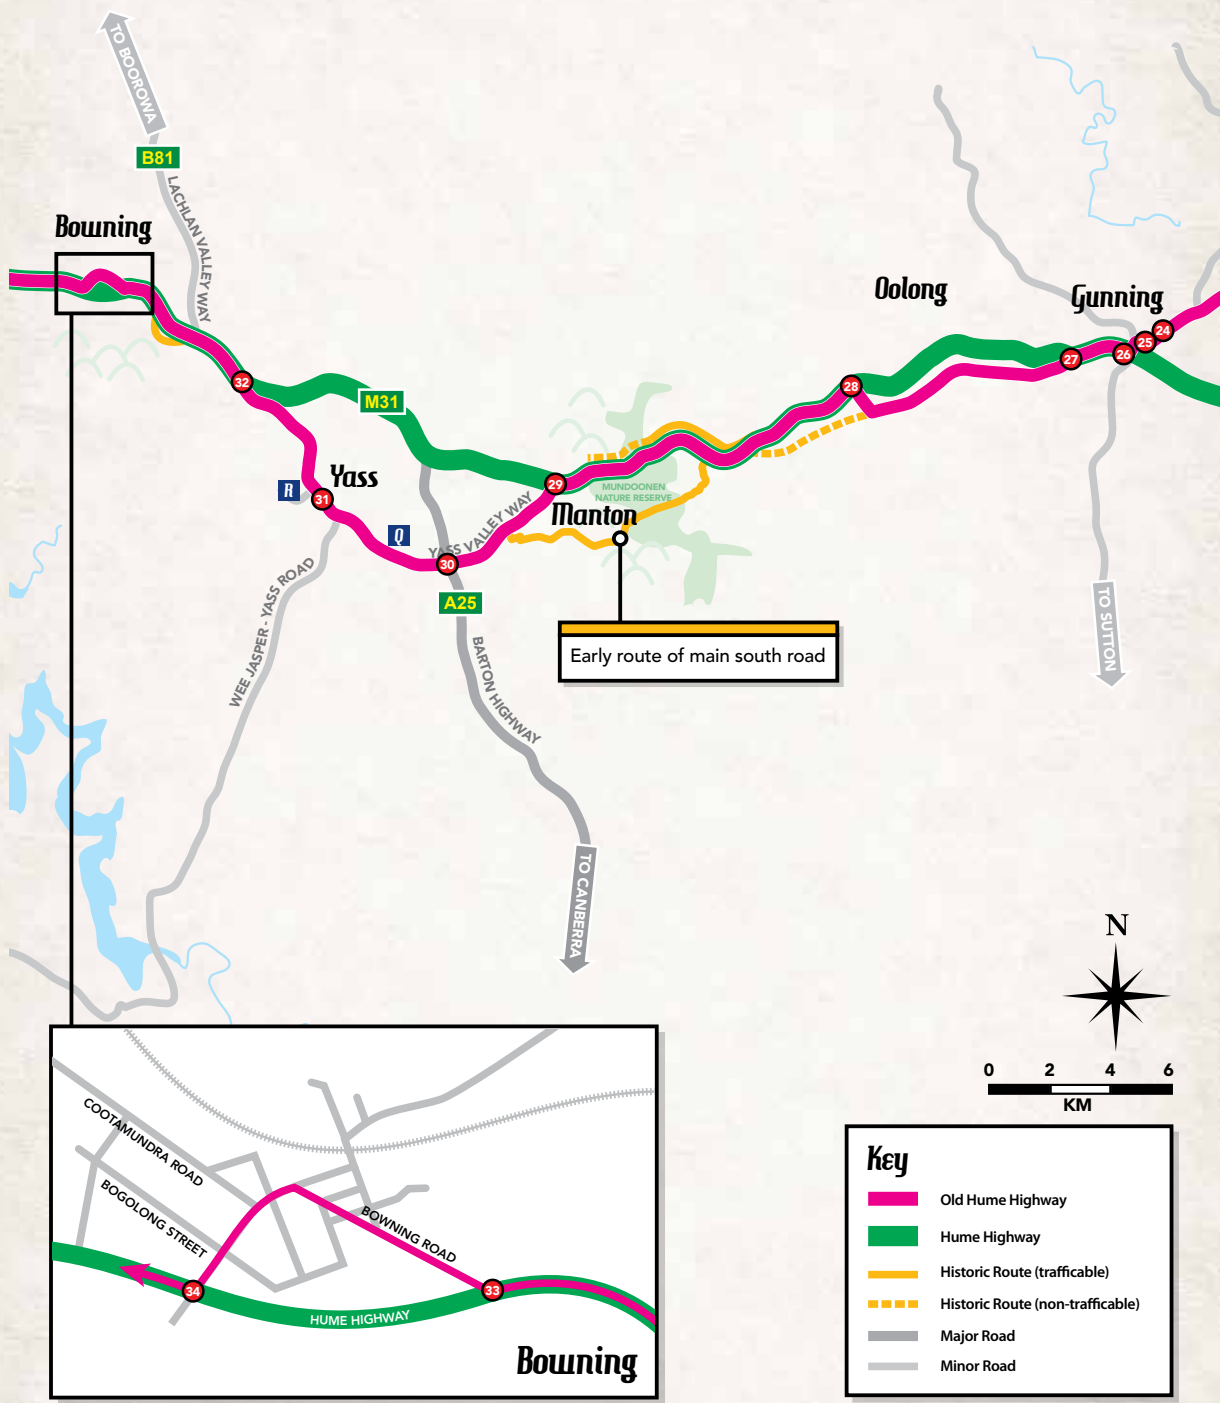 TO BOOROWA
B81
LACHLAN VALLEY WAY
Bowning
Oolong
Gunning
24
25
26
27
28
32
M31
Yass
R
31
29
MUNDOONEN
NATURE RESERVE
Manton
Q
YASS VALLEY WAY
30
A25
WEE JASPER - YASS ROAD
BARTON HIGHWAY
TO SUTTON
Early route of main south road
TO CANBERRA
N
0 2 4 6
KM
COOTAMUNDRA ROAD
BOGOLONG STREET
BOWNING ROAD
34
33
HUME HIGHWAY
Bowning
Key
Old Hume Highway
Hume Highway
Historic Route (trafficable)
Historic Route (non-trafficable)
Major Road
Minor Road